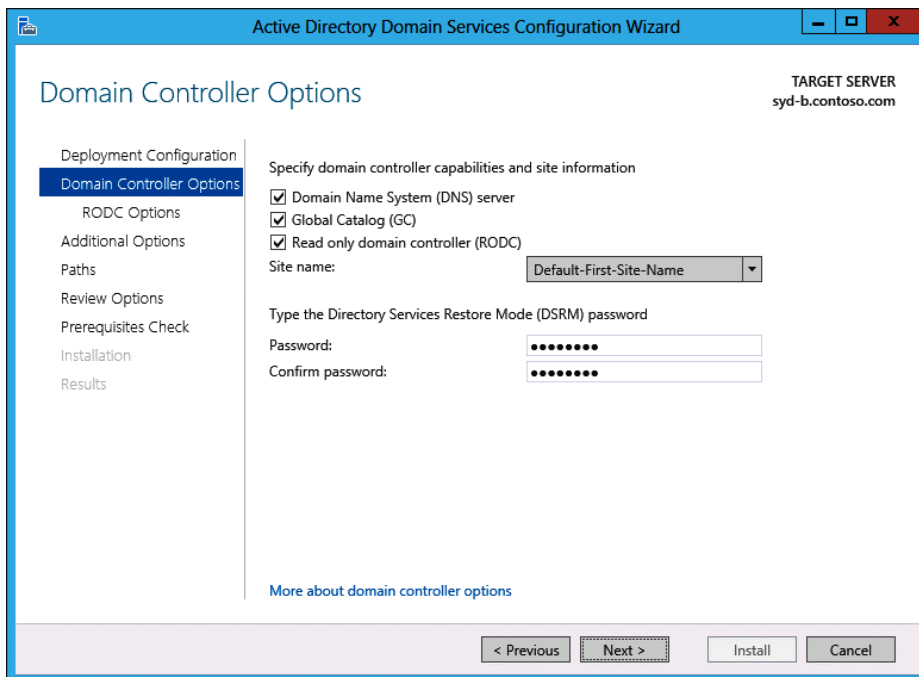 Active Directory Domain Services Configuration Wizard
Domain Controller Options
TARGET SERVER
syd-b.contoso.com
Deployment Configuration
Domain Controller Options
RODC Options
Additional Options
Paths
Review Options
Prerequisites Check
Installation
Results
Specify domain controller capabilities and site information
Domain Name System (DNS) server
Global Catalog (GC)
Read only domain controller (RODC)
Site name: Default-First-Site-Name
Type the Directory Services Restore Mode (DSRM) password
Password: ••••••••
Confirm password: ••••••••
More about domain controller options
< Previous Next > Install Cancel